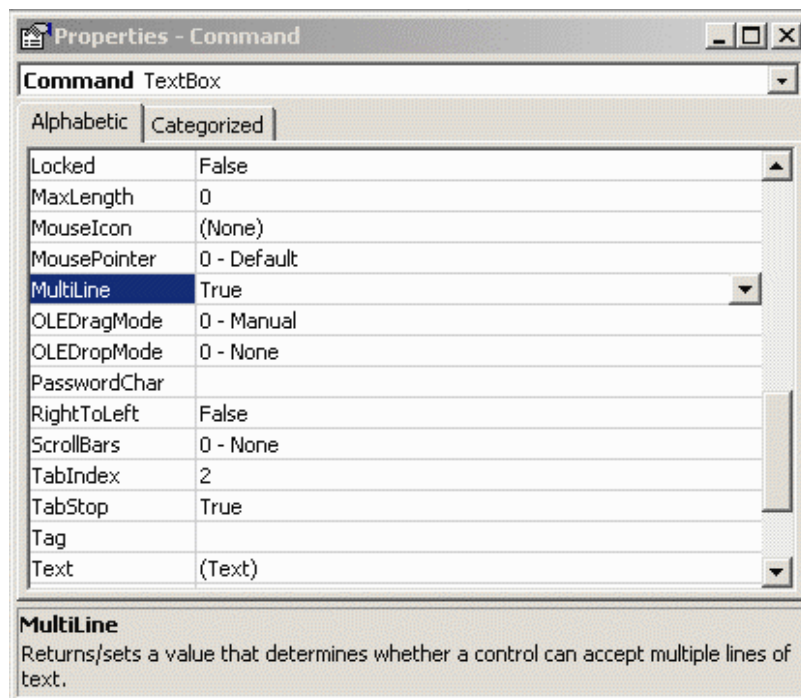 Properties - Command
Command TextBox
Alphabetic Categorized
Locked False
MaxLength 0
MouseIcon (None)
MousePointer 0 - Default
MultiLine True
OLEDragMode 0 - Manual
OLEDropMode 0 - None
PasswordChar
RightToLeft False
ScrollBars 0 - None
TabIndex 2
TabStop True
Tag
Text (Text)
MultiLine
Returns/sets a value that determines whether a control can accept multiple lines of
text.